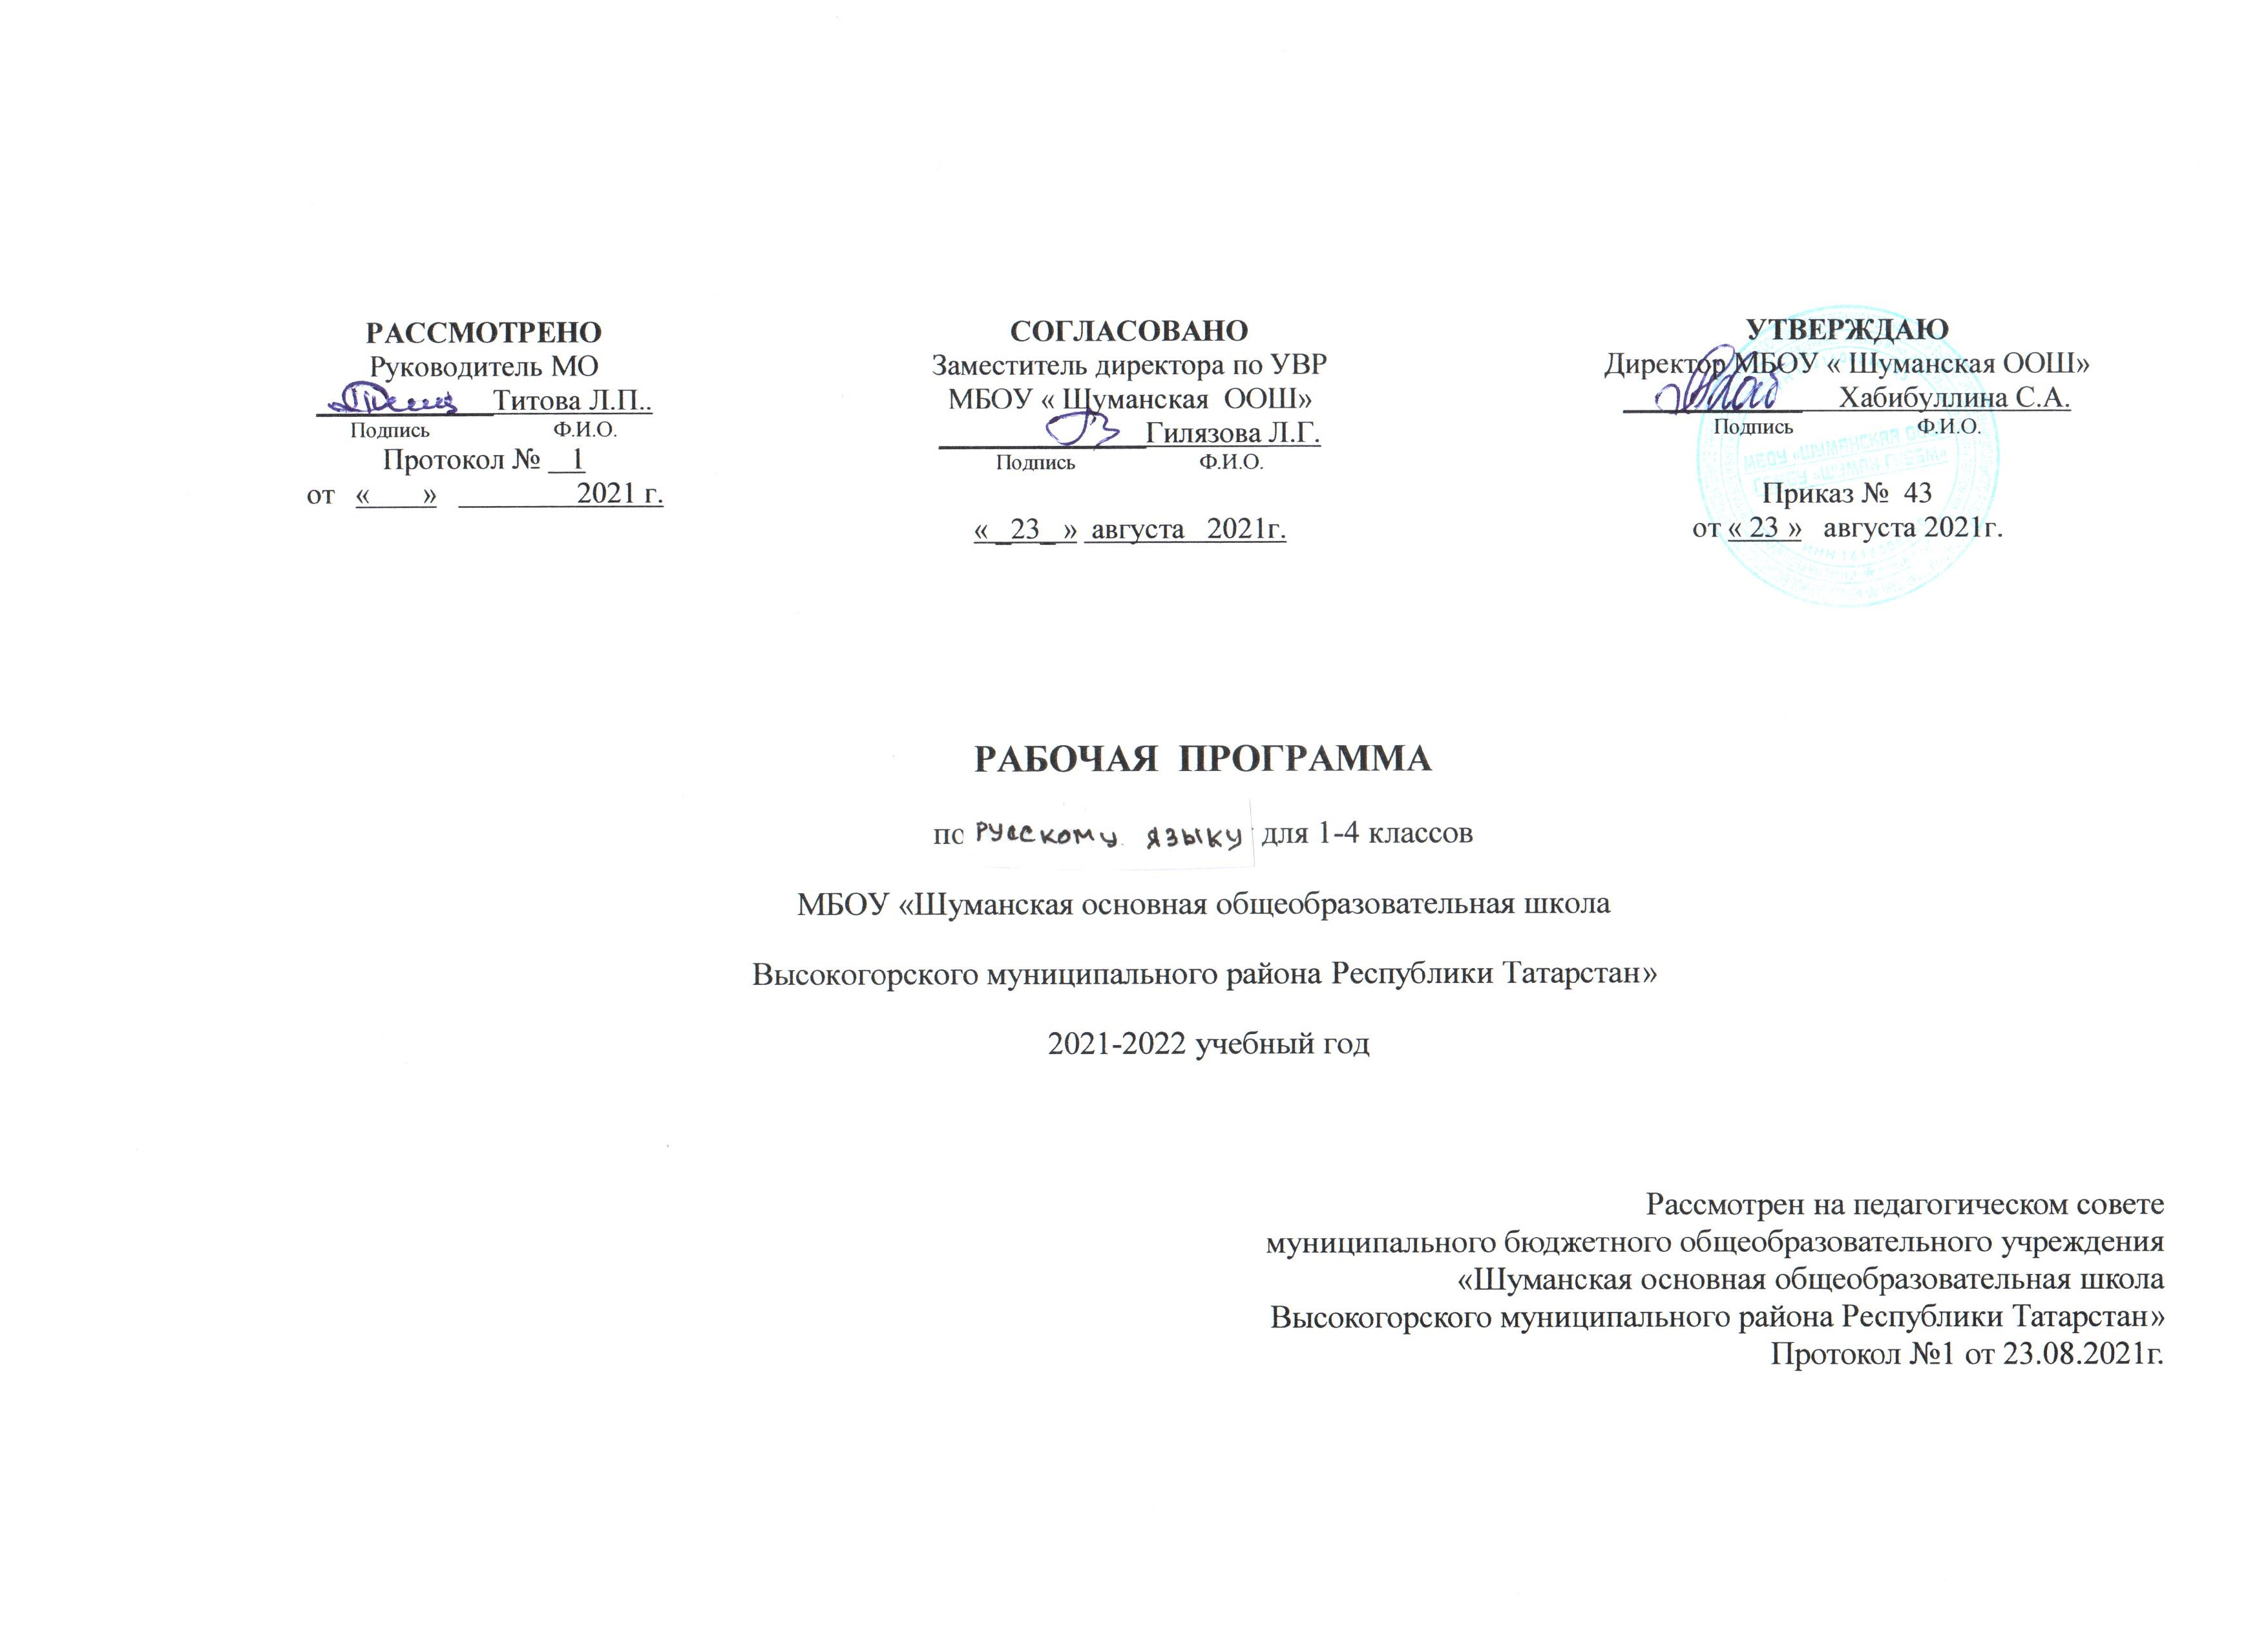 РАССМОТРЕНО
Руководитель МО
Титова Л.П..
Подпись Ф.И.О.
Протокол № __1
от « » 2021 г.
СОГЛАСОВАНО
Заместитель директора по УВР
МБОУ « Шуманская ООШ»
Гилязова Л.Г.
Подпись Ф.И.О.
« _23_ » августа 2021г.
УТВЕРЖДАЮ
Директор МБОУ « Шуманская ООШ»
Хабибуллина С.А.
Подпись Ф.И.О.
Приказ № 43
от « 23 » августа 2021г.
МБОУ «ШУМАНСКАЯ
РАБОЧАЯ ПРОГРАММА
по русскому языку для 1-4 классов
МБОУ «Шуманская основная общеобразовательная школа
Высокогорского муниципального района Республики Татарстан»
2021-2022 учебный год
Рассмотрен на педагогическом совете
муниципального бюджетного общеобразовательного учреждения
«Шуманская основная общеобразовательная школа
Высокогорского муниципального района Республики Татарстан»
Протокол №1 от 23.08.2021г.